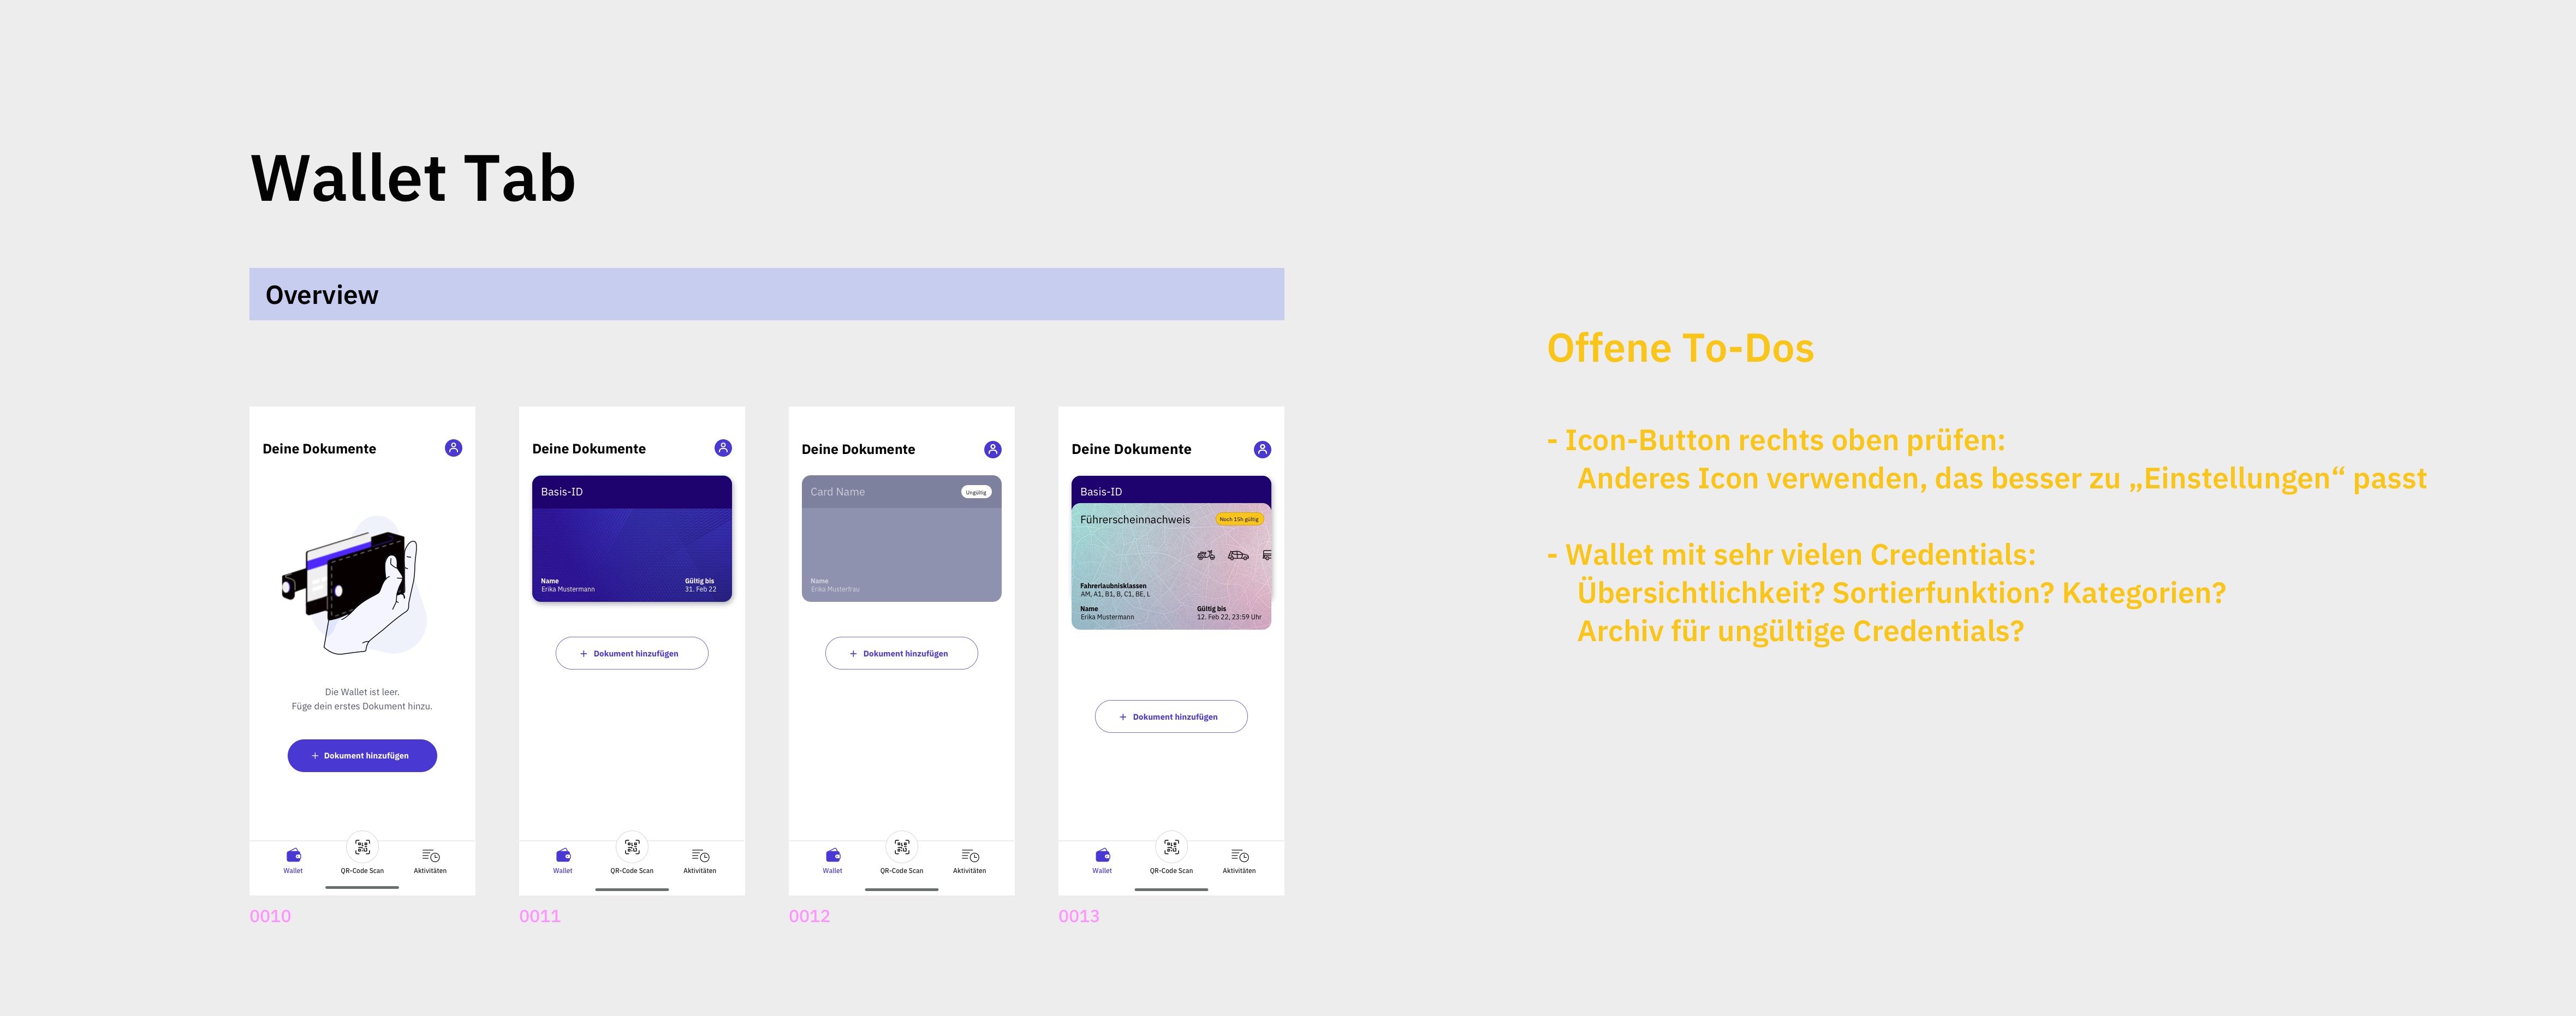 Wallet Tab
Overview
Deine Dokumente
Die Wallet ist leer.
Füge dein erstes Dokument hinzu.
+ Dokument hinzufügen
Wallet
QR-Code Scan
Aktivitäten
0010
Deine Dokumente
Basis-ID
Name
Erika Mustermann
Gültig bis
31. Feb 22
+ Dokument hinzufügen
Wallet
QR-Code Scan
Aktivitäten
0011
Deine Dokumente
Card Name
Ungültig
Name
Erika Musterfrau
+ Dokument hinzufügen
Wallet
QR-Code Scan
Aktivitäten
0012
Deine Dokumente
Basis-ID
Führerscheinnachweis
Noch 15h gültig
Fahrerlaubnisklassen
AM, A1, B1, B, C1, BE, L
Name
Erika Mustermann
Gültig bis
12. Feb 22, 23:59 Uhr
+ Dokument hinzufügen
Wallet
QR-Code Scan
Aktivitäten
0013
Offene To-Dos
- Icon-Button rechts oben prüfen:
Anderes Icon verwenden, das besser zu „Einstellungen“ passt
- Wallet mit sehr vielen Credentials:
Übersichtlichkeit? Sortierfunktion? Kategorien?
Archiv für ungültige Credentials?